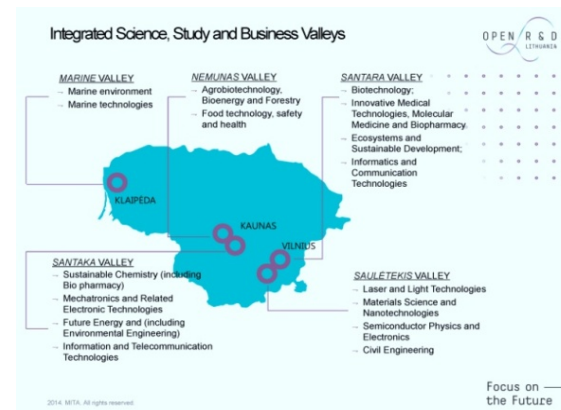 Integrated Science, Study and Business Valleys
OPEN R & D
LITHUANIA
MARINE VALLEY
→ Marine environment
→ Marine technologies
NEMUNAS VALLEY
→ Agrobiotechnology,
Bioenergy and Forestry
→ Food technology, safety
and health
SANTARA VALLEY
→ Biotechnology;
→ Innovative Medical
Technologies, Molecular
Medicine and Biopharmacy.
→ Ecosystems and
Sustainable Development;
→ Informatics and
Communication
Technologies
KLAIPĖDA
KAUNAS
VILNIUS
SANTAKA VALLEY
→ Sustainable Chemistry (including
Bio pharmacy)
→ Mechatronics and Related
Electronic Technologies
→ Future Energy and (including
Environmental Engineering)
→ Information and Telecommunication
Technologies
SAULETEKIS VALLEY
→ Laser and Light Technologies
→ Materials Science and
Nanotechnologies
→ Semiconductor Physics and
Electronics
→ Civil Engineering
2014. MITA. All rights reserved
Focus on
the Future